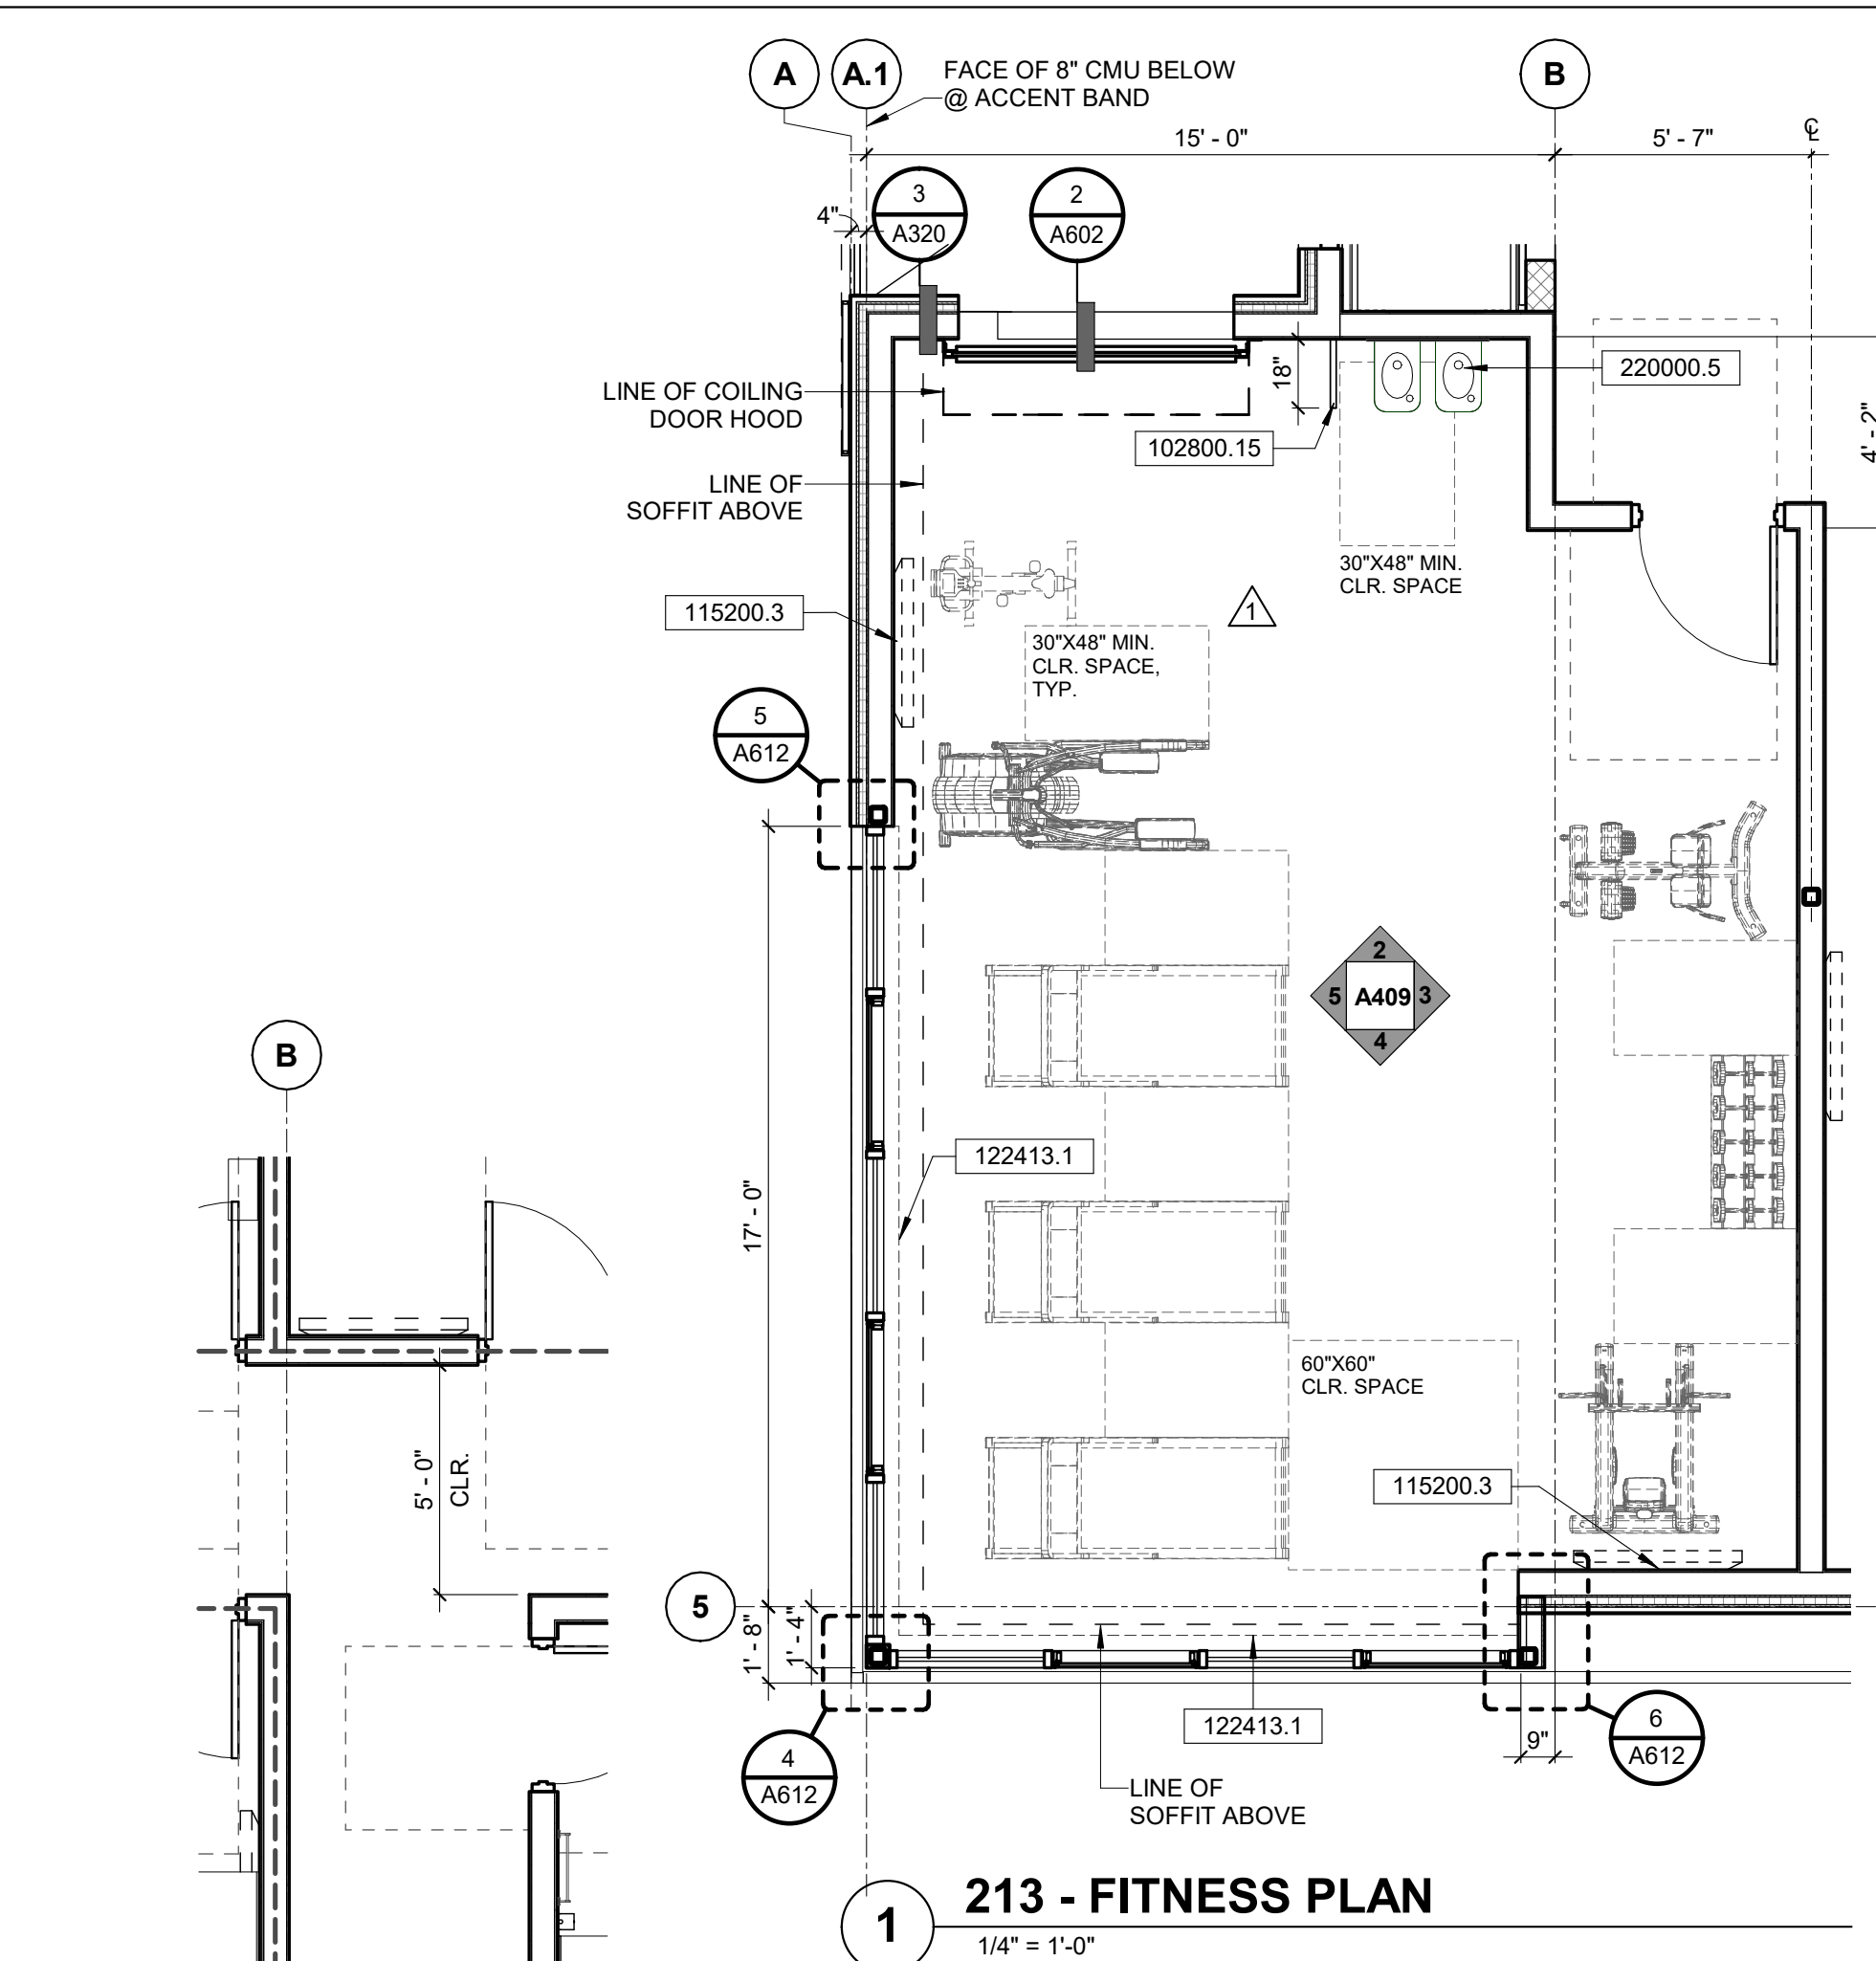 A
A.1
FACE OF 8" CMU BELOW
@ ACCENT BAND
B
15' - 0"
5' - 7"
℄
4"
3
A320
2
A602
LINE OF COILING
DOOR HOOD
18"
220000.5
102800.15
4' - 2"
LINE OF
SOFFIT ABOVE
30"X48" MIN.
CLR. SPACE
115200.3
1
30"X48" MIN.
CLR. SPACE,
TYP.
5
A612
2
5 A409 3
4
B
122413.1
17' - 0"
5' - 0"
CLR.
60"X60"
CLR. SPACE
115200.3
5
1' - 8"
1' - 4"
122413.1
9"
6
A612
4
A612
LINE OF
SOFFIT ABOVE
1
213 - FITNESS PLAN
1/4" = 1'-0"